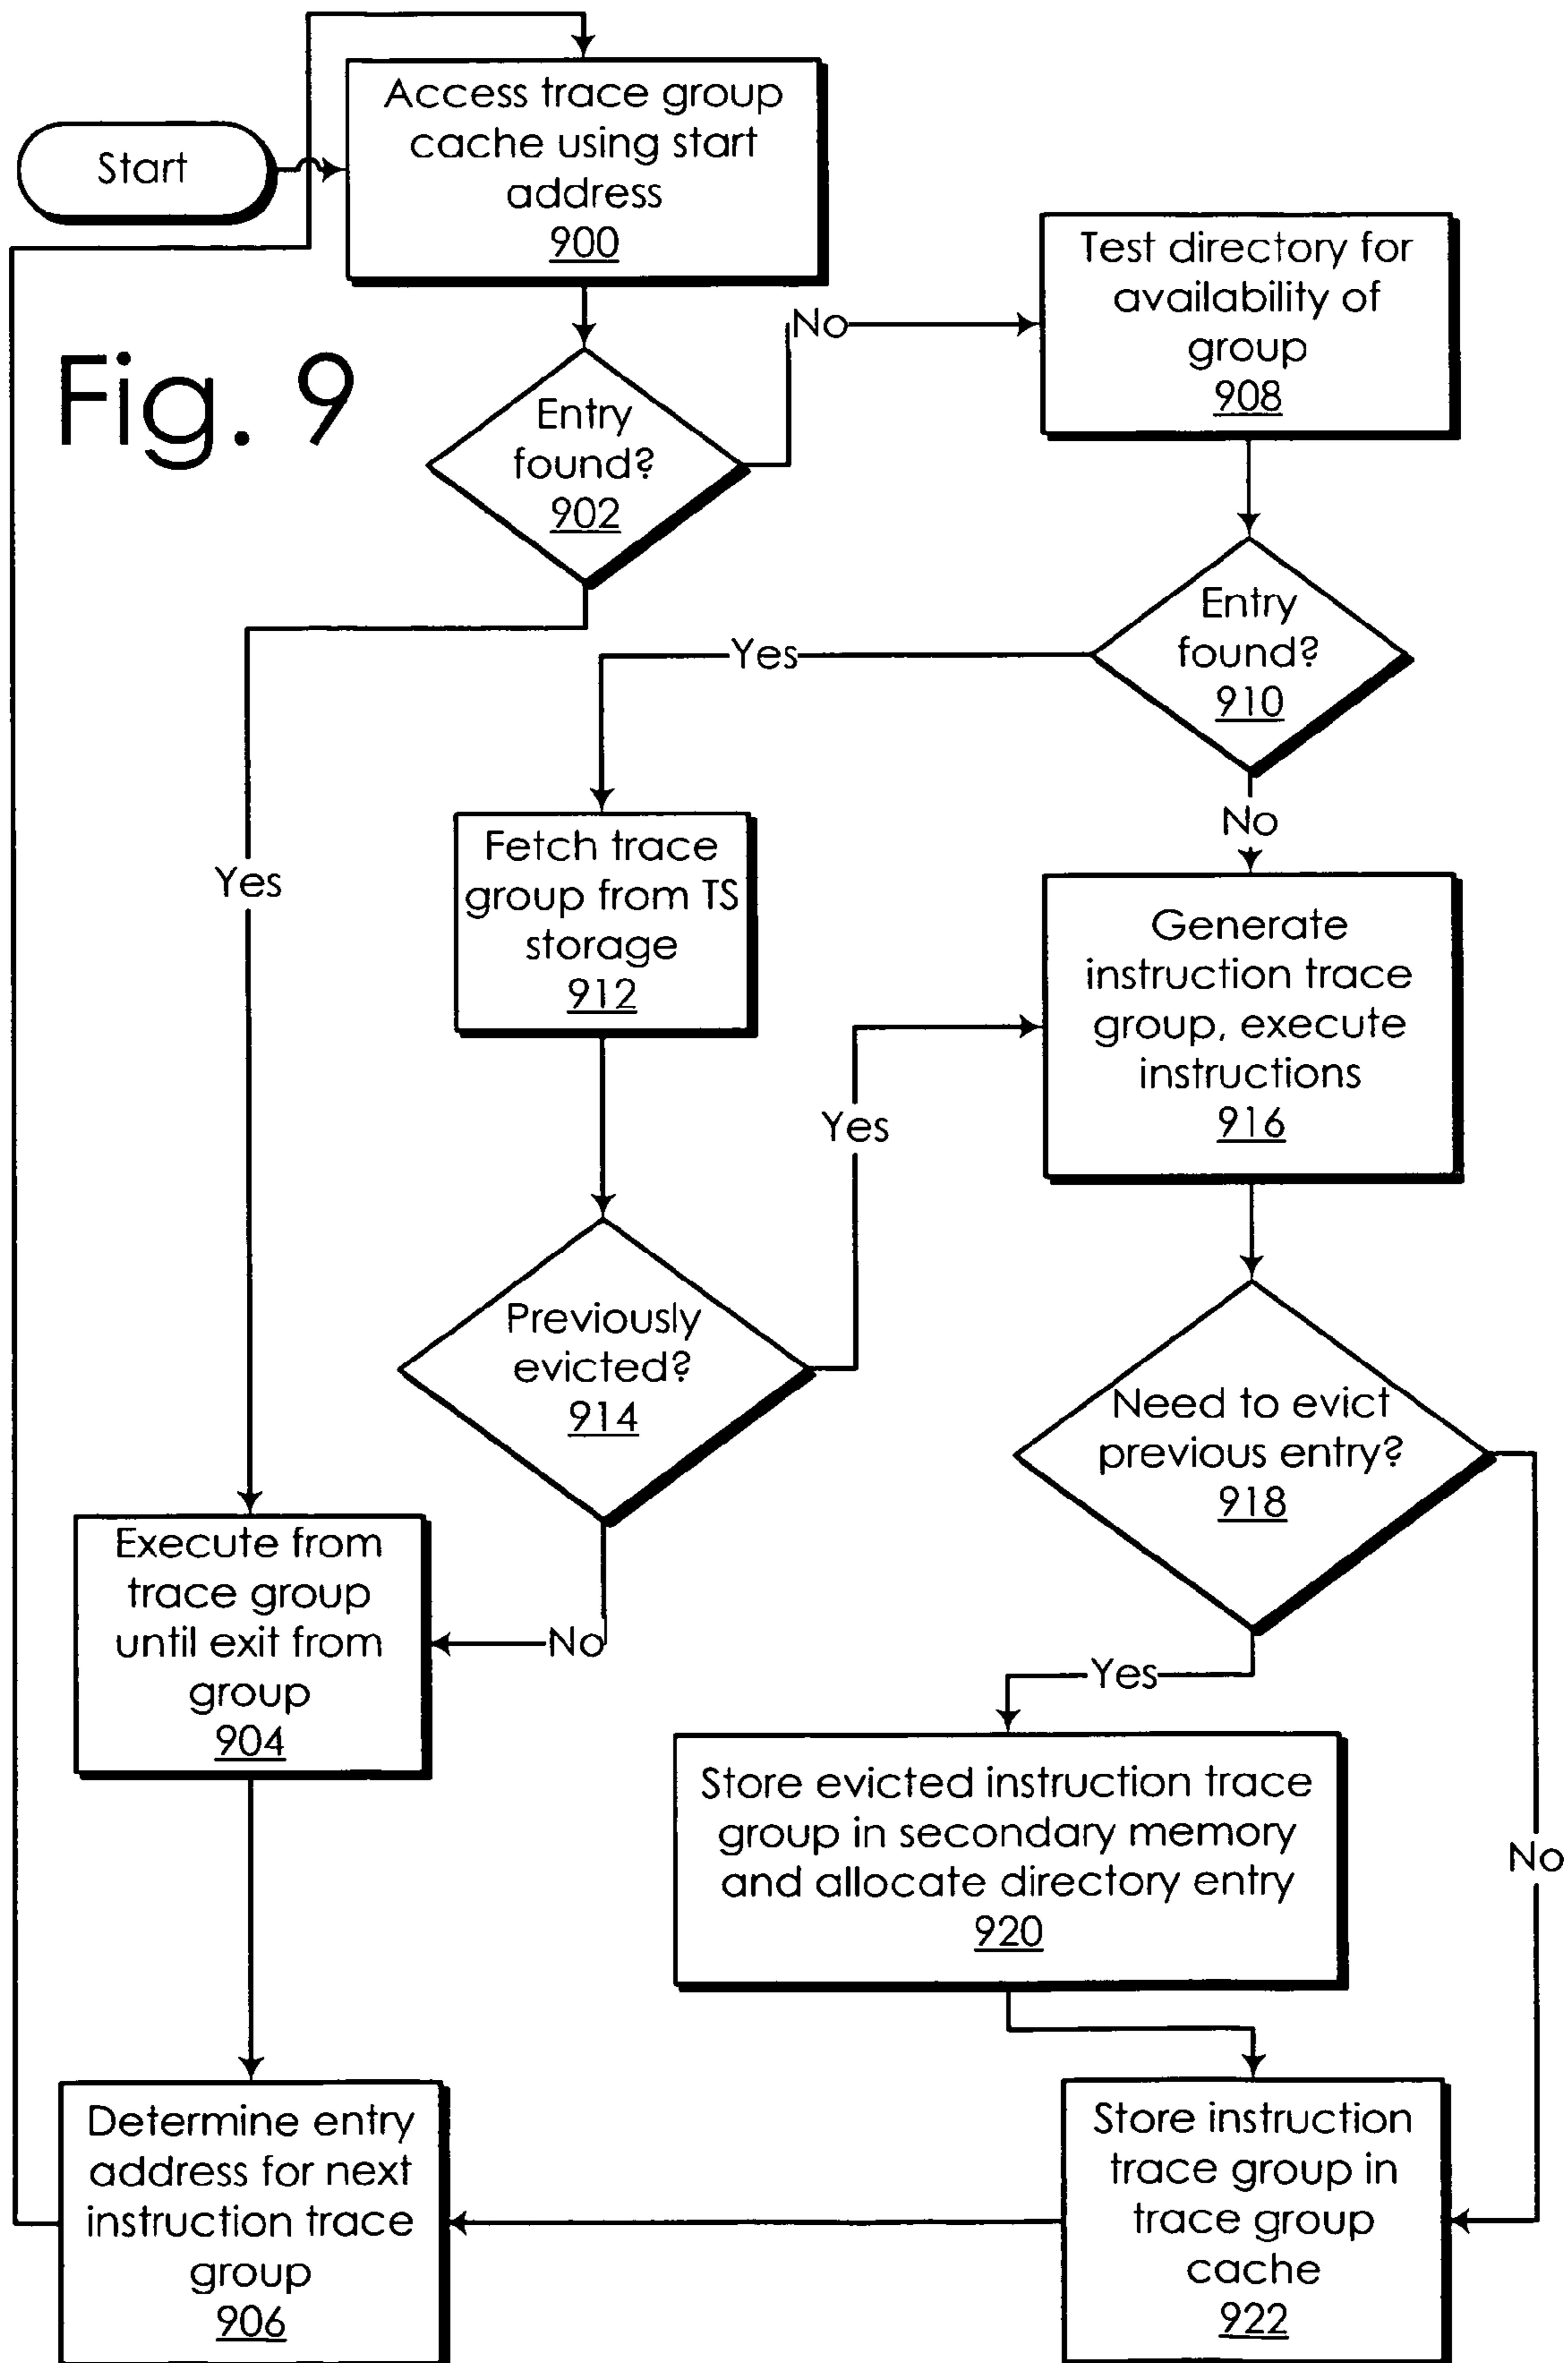 Access trace group
cache using start
address
900
Start
Test directory for
availability of
group
908
No
Fig. 9
Entry
found?
902
Entry
found?
910
Yes
No
Yes
Fetch trace
group from TS
storage
912
Generate
instruction trace
group, execute
instructions
916
Yes
Previously
evicted?
914
Need to evict
previous entry?
918
Execute from
trace group
until exit from
group
904
No
Yes
Store evicted instruction trace
group in secondary memory
and allocate directory entry
920
No
Determine entry
address for next
instruction trace
group
906
Store instruction
trace group in
trace group
cache
922